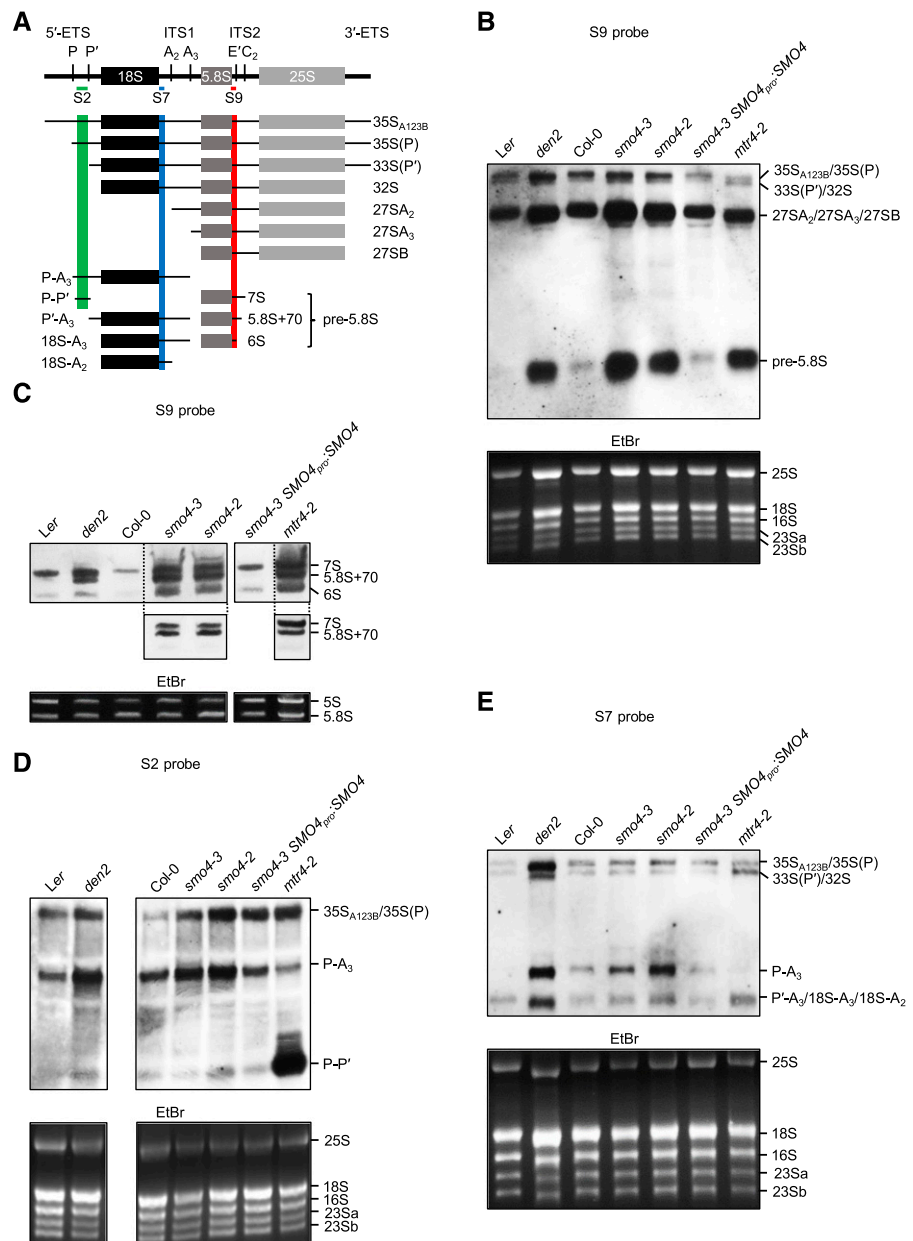 A
5′-ETS ITS1 ITS2 3′-ETS
P P′ A2 A3 E′ C2
18S 5.8S 25S
S2 S7 S9
35SA123B
35S(P)
33S(P′)
32S
27SA2
27SA3
27SB
P-A3
P-P′ 7S
P′-A3 5.8S+70 pre-5.8S
18S-A3 6S
18S-A2
B
S9 probe
Ler den2 Col-0 smo4-3 smo4-2 smo4-3 SMO4pro:SMO4 mtr4-2
35SA123B/35S(P)
33S(P′)/32S
27SA2/27SA3/27SB
pre-5.8S
EtBr
25S
18S
16S
23Sa
23Sb
C
S9 probe
Ler den2 Col-0 smo4-3 smo4-2 smo4-3 SMO4pro:SMO4 mtr4-2
7S
5.8S+70
6S
7S
5.8S+70
EtBr
5S
5.8S
D
S2 probe
Ler den2 Col-0 smo4-3 smo4-2 smo4-3 SMO4pro:SMO4 mtr4-2
35SA123B/35S(P)
P-A3
P-P′
EtBr
25S
18S
16S
23Sa
23Sb
E
S7 probe
Ler den2 Col-0 smo4-3 smo4-2 smo4-3 SMO4pro:SMO4 mtr4-2
35SA123B/35S(P)
33S(P′)/32S
P-A3
P′-A3/18S-A3/18S-A2
EtBr
25S
18S
16S
23Sa
23Sb